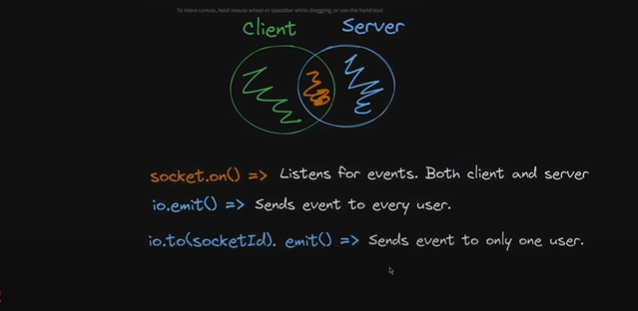 To move canvas, hold mouse wheel or spacebar while dragging, or use the hand tool
Client Server
socket.on() => Listens for events. Both client and server
io.emit() => Sends event to every user.
io.to(socketId). emit() => Sends event to only one user.